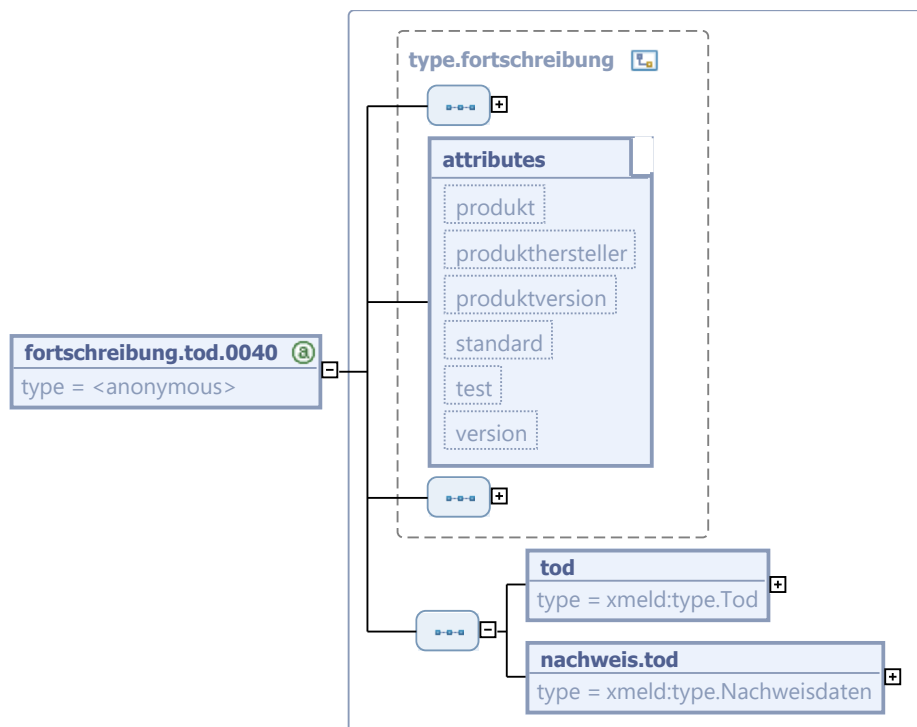 type.fortschreibung
attributes
produkt
produkthersteller
produktversion
standard
test
version
fortschreibung.tod.0040 a
type = <anonymous>
tod
type = xmeld:type.Tod
nachweis.tod
type = xmeld:type.Nachweisdaten